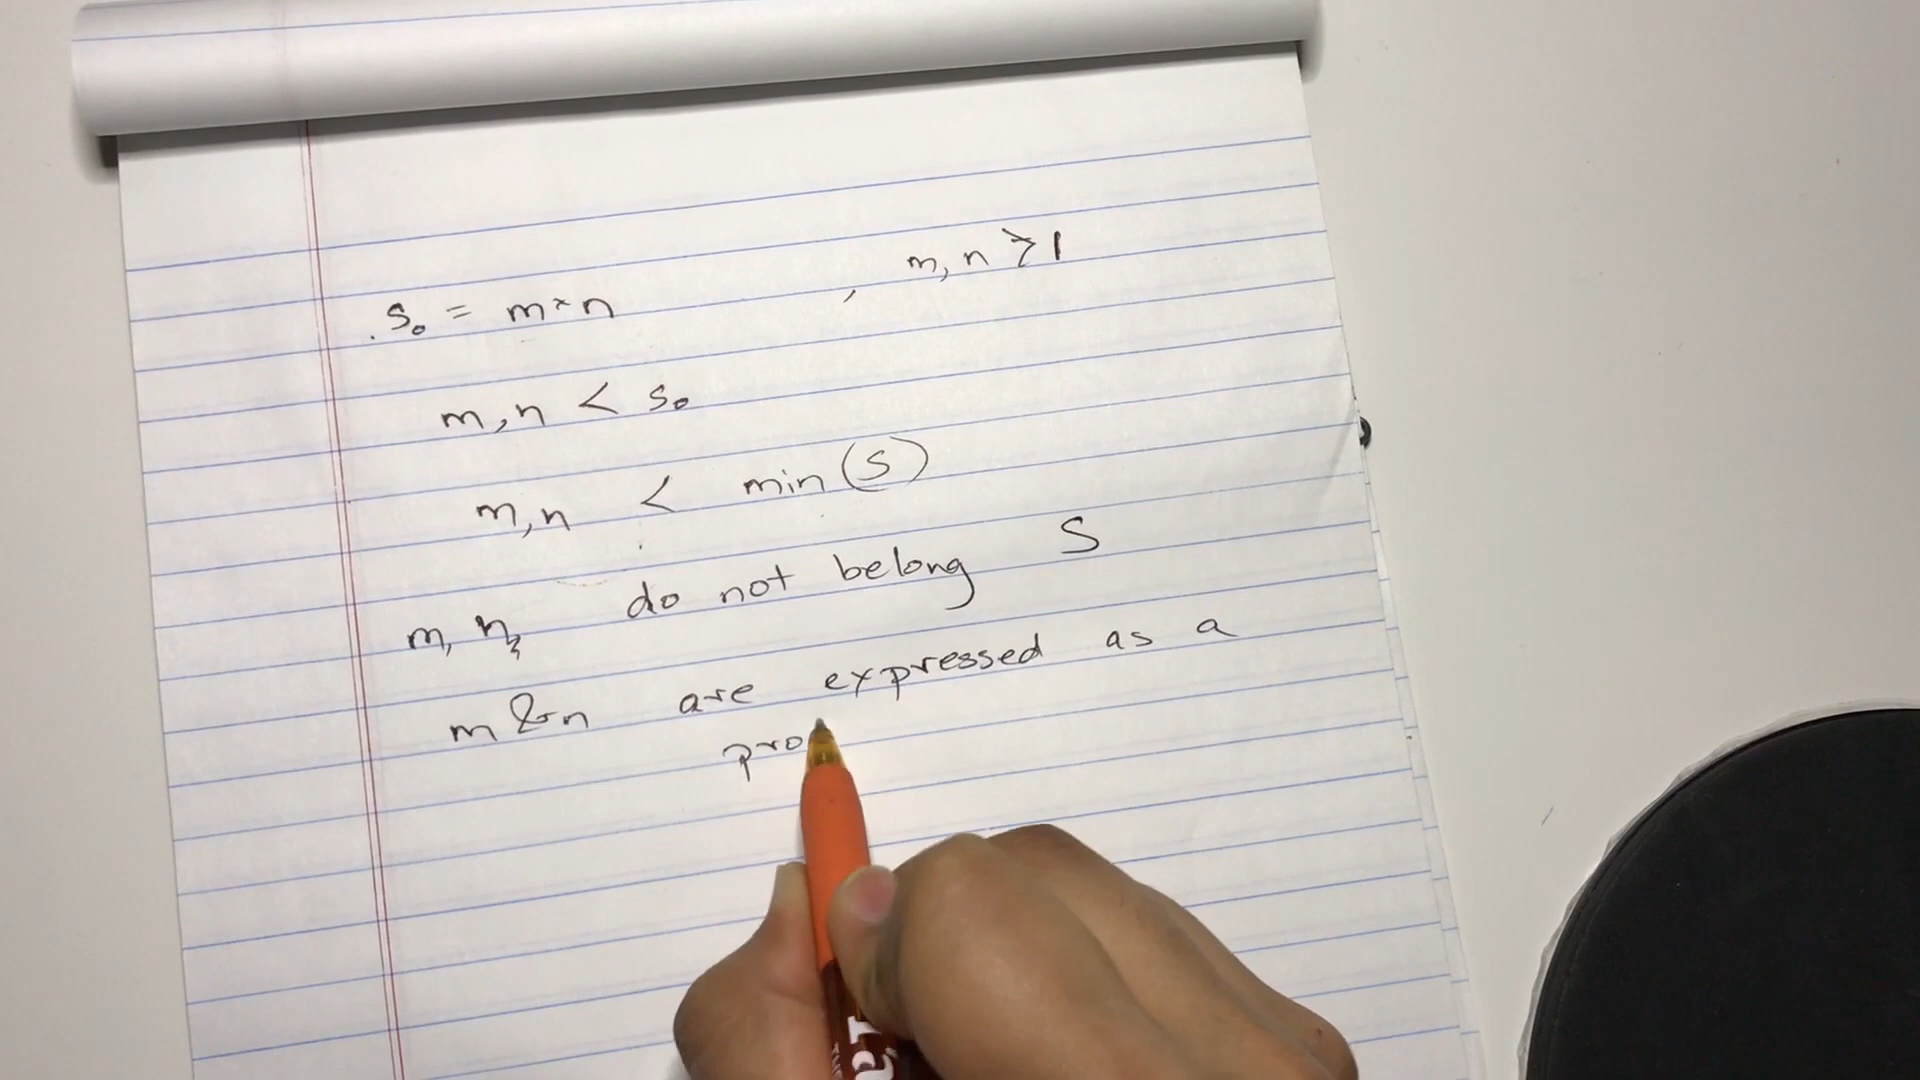 s₀ = m×n , m, n > 1
m, n < s₀
m, n < min(S)
m, n do not belong S
m & n are expressed as a
pro